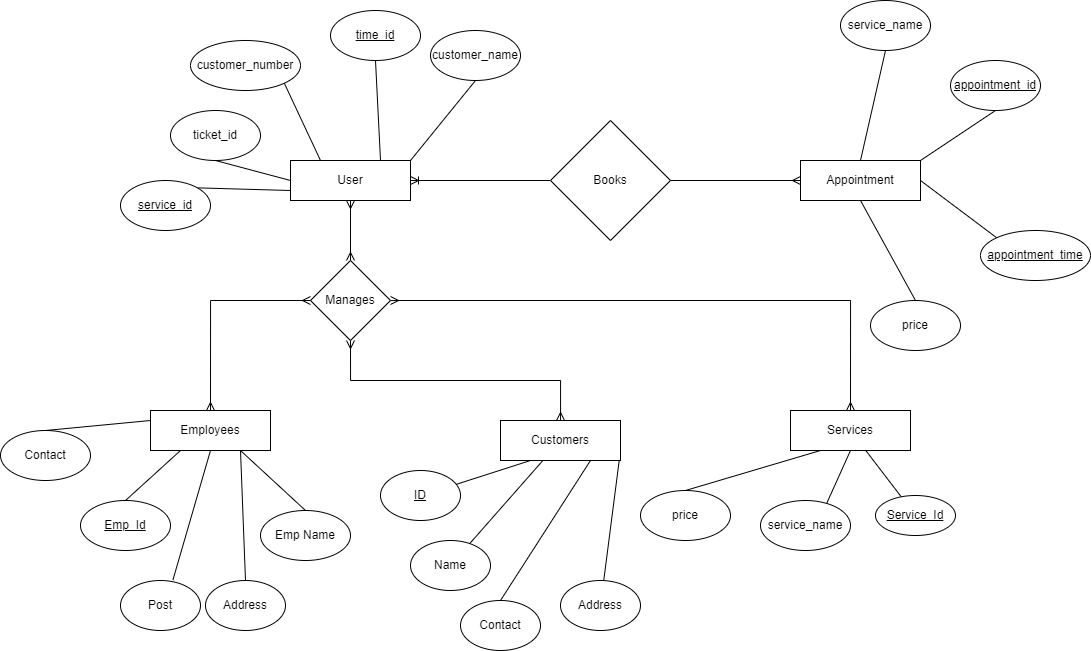 service_name
time_id
customer_name
customer_number
appointment_id
ticket_id
User
Books
Appointment
service_id
appointment_time
Manages
price
Employees
Customers
Services
Contact
ID
price
service_name
Service_Id
Emp_Id
Emp Name
Name
Post
Address
Contact
Address